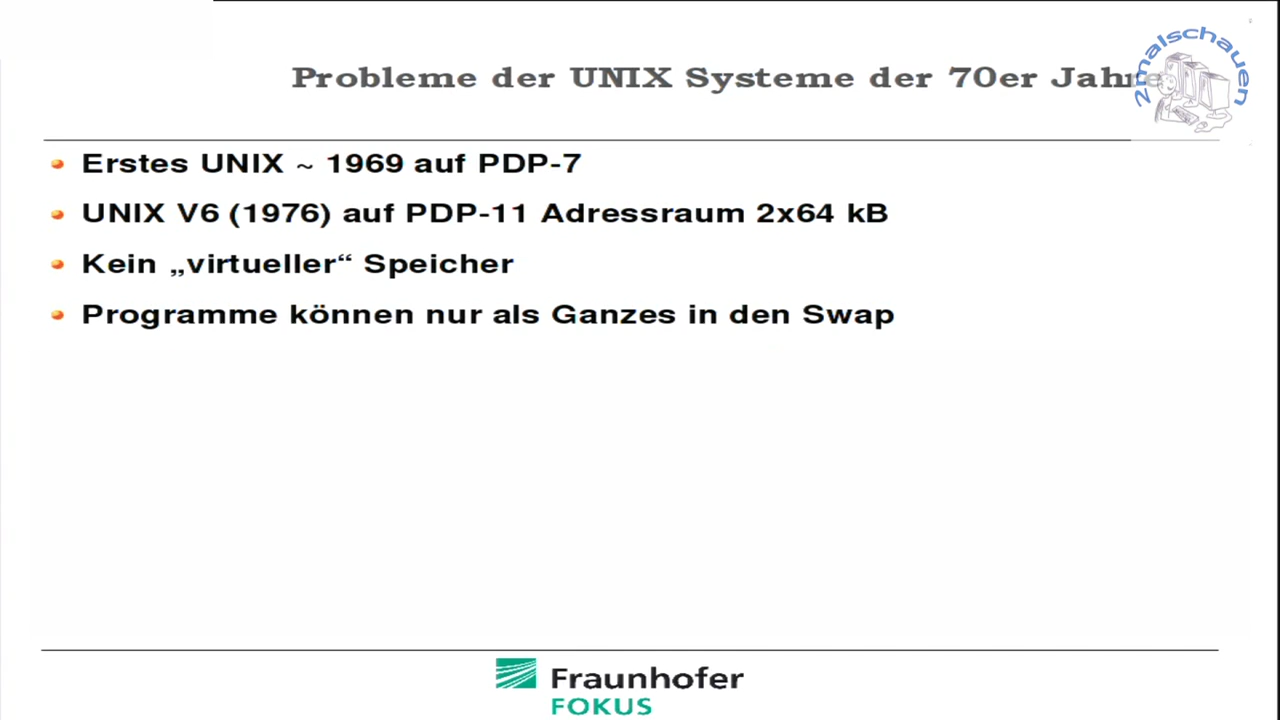 Probleme der UNIX Systeme der 70er Jahre
2malschauen
Erstes UNIX ~ 1969 auf PDP-7
UNIX V6 (1976) auf PDP-11 Adressraum 2x64 kB
Kein „virtueller“ Speicher
Programme können nur als Ganzes in den Swap
Fraunhofer
FOKUS